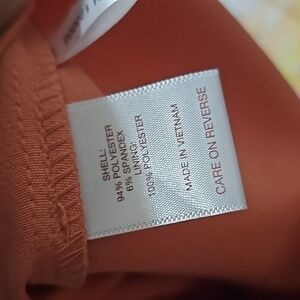 SHELL:
94% POLYESTER
6% SPANDEX
LINING:
100% POLYESTER
MADE IN VIETNAM
CARE ON REVERSE